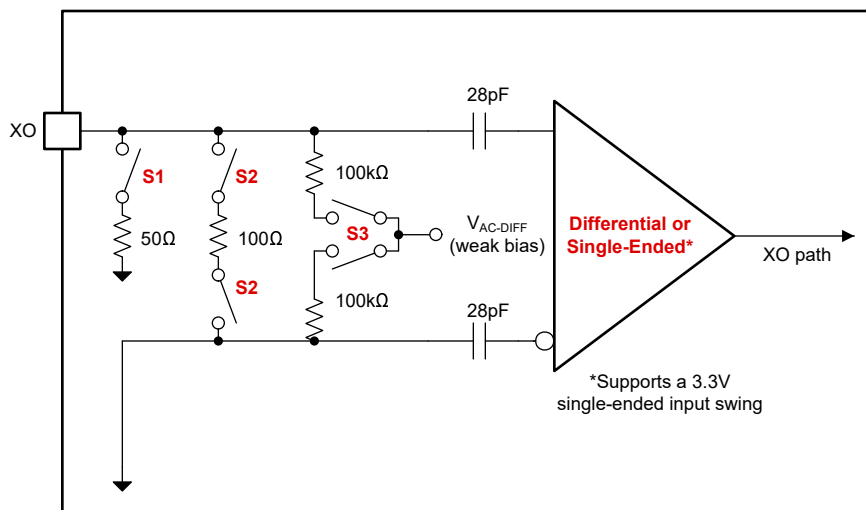 28pF
XO
S1
S2
100kΩ
50Ω
100Ω
S3
V_AC-DIFF
(weak bias)
Differential or
Single-Ended*
XO path
S2
100kΩ
28pF
*Supports a 3.3V
single-ended input swing